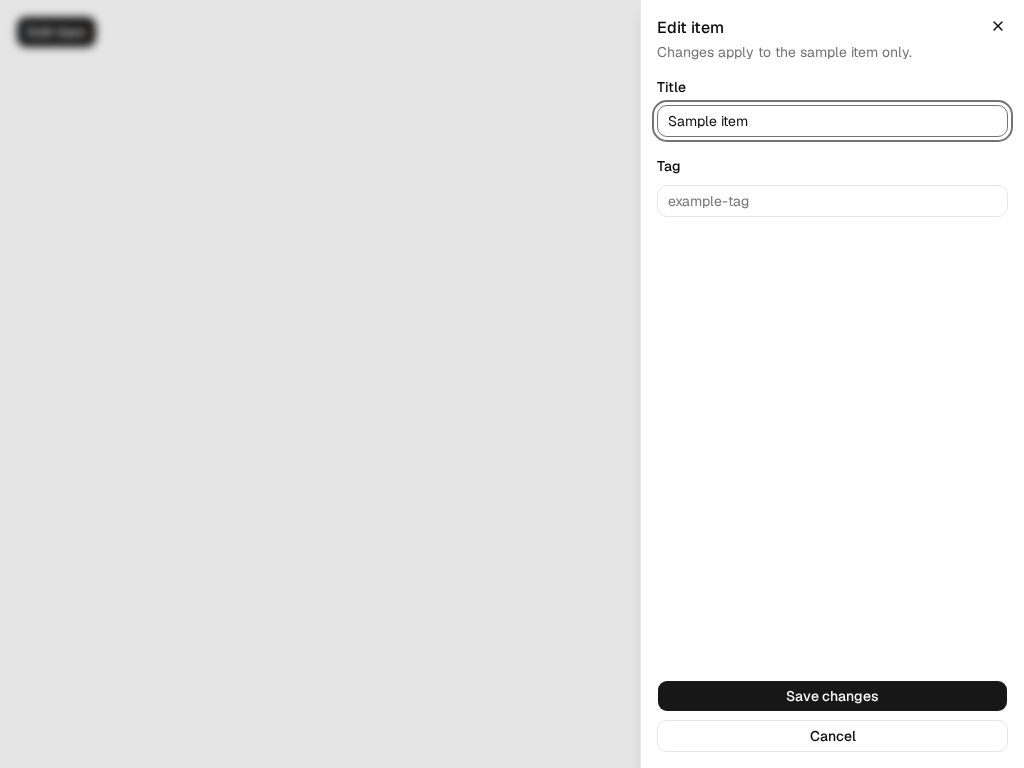 Edit item
Changes apply to the sample item only.
Title
Sample item
Tag
example-tag
Save changes
Cancel